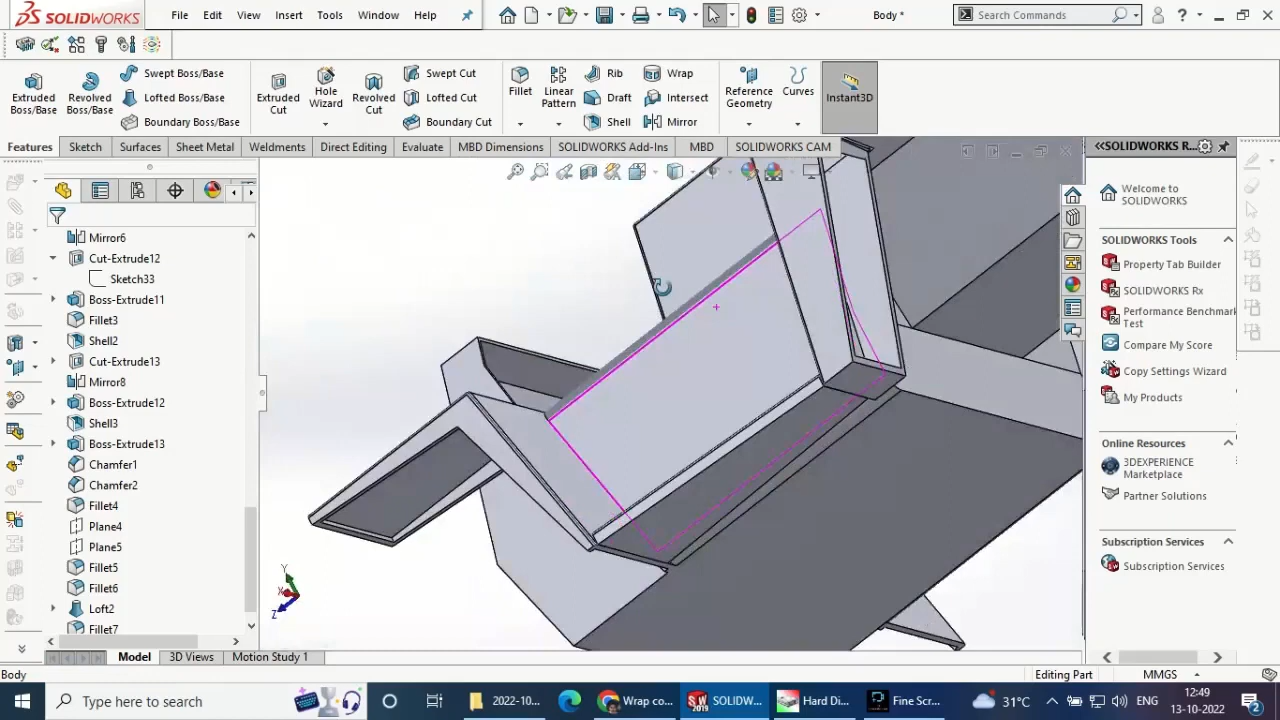 SOLIDWORKS
File Edit View Insert Tools Window Help
Body *
Search Commands
Extruded Boss/Base
Revolved Boss/Base
Swept Boss/Base
Lofted Boss/Base
Boundary Boss/Base
Extruded Cut
Hole Wizard
Revolved Cut
Swept Cut
Lofted Cut
Boundary Cut
Fillet
Linear Pattern
Rib
Draft
Shell
Wrap
Intersect
Mirror
Reference Geometry
Curves
Instant3D
Features Sketch Surfaces Sheet Metal Weldments Direct Editing Evaluate MBD Dimensions SOLIDWORKS Add-Ins MBD SOLIDWORKS CAM
Mirror6
Cut-Extrude12
Sketch33
Boss-Extrude11
Fillet3
Shell2
Cut-Extrude13
Mirror8
Boss-Extrude12
Shell3
Boss-Extrude13
Chamfer1
Chamfer2
Fillet4
Plane4
Plane5
Fillet5
Fillet6
Loft2
Fillet7
Y
X
Z
SOLIDWORKS R...
Welcome to
SOLIDWORKS
SOLIDWORKS Tools
Property Tab Builder
SOLIDWORKS Rx
Performance Benchmark
Test
Compare My Score
Copy Settings Wizard
My Products
Online Resources
3DEXPERIENCE
Marketplace
Partner Solutions
Subscription Services
Subscription Services
Model 3D Views Motion Study 1
Body
Editing Part
MMGS
Type here to search
2022-10...
Wrap co...
SOLIDW...
Hard Di...
Fine Scr...
31°C
ENG
12:49
13-10-2022
2